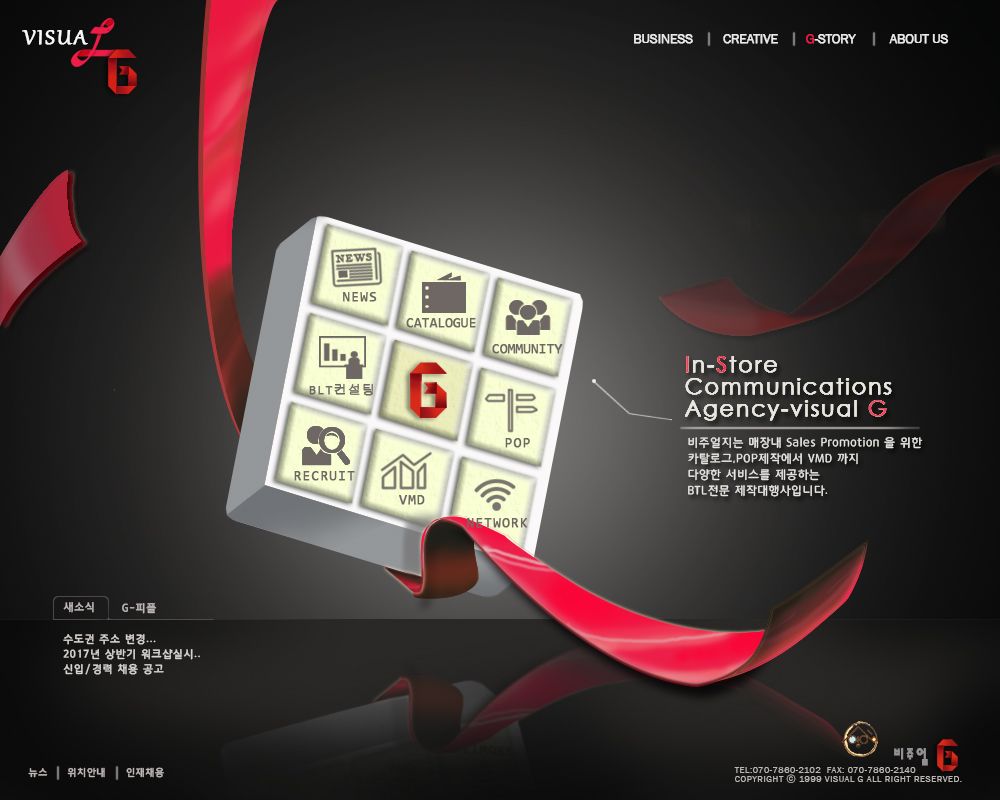 VISUAL
G
BUSINESS | CREATIVE | G-STORY | ABOUT US
NEWS
NEWS
CATALOGUE
COMMUNITY
BLT컨설팅
G
POP
RECRUIT
VMD
NETWORK
In-Store
Communications
Agency-visual G
비주얼지는 매장내 Sales Promotion 을 위한
카탈로그,POP제작에서 VMD 까지
다양한 서비스를 제공하는
BTL전문 제작대행사입니다.
새소식 G-피플
수도권 주소 변경...
2017년 상반기 워크샵실시..
신입/경력 채용 공고
뉴스 | 위치안내 | 인재채용
비주얼 G
TEL:070-7860-2102 FAX: 070-7860-2140
COPYRIGHT ⓒ 1999 VISUAL G ALL RIGHT RESERVED.